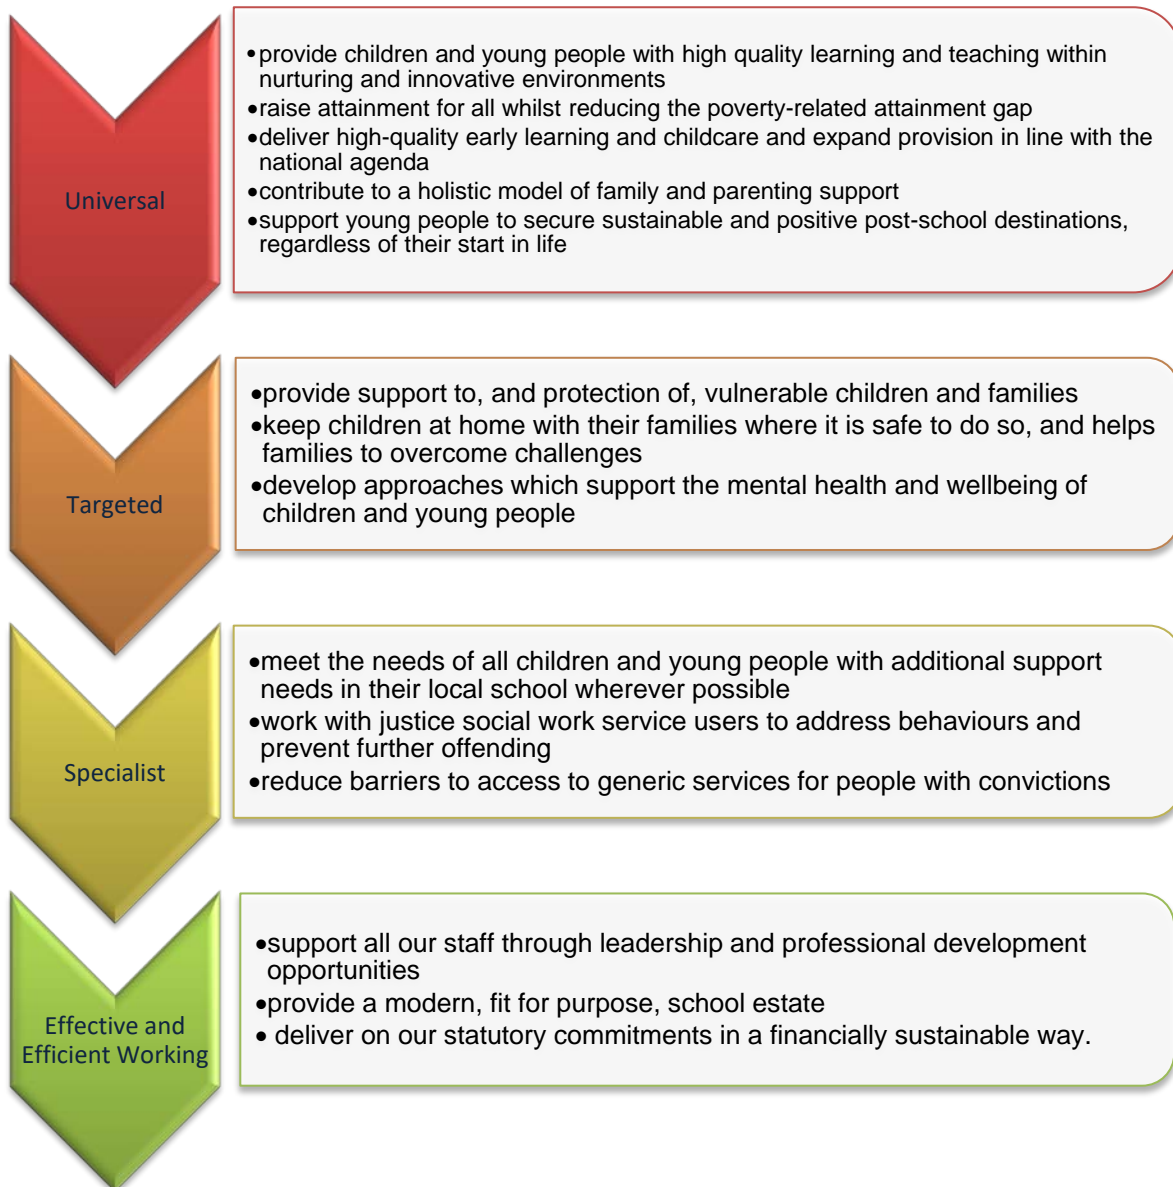 Universal
•provide children and young people with high quality learning and teaching within
nurturing and innovative environments
•raise attainment for all whilst reducing the poverty-related attainment gap
•deliver high-quality early learning and childcare and expand provision in line with the
national agenda
•contribute to a holistic model of family and parenting support
•support young people to secure sustainable and positive post-school destinations,
regardless of their start in life
Targeted
•provide support to, and protection of, vulnerable children and families
•keep children at home with their families where it is safe to do so, and helps
families to overcome challenges
•develop approaches which support the mental health and wellbeing of
children and young people
Specialist
•meet the needs of all children and young people with additional support
needs in their local school wherever possible
•work with justice social work service users to address behaviours and
prevent further offending
•reduce barriers to access to generic services for people with convictions
Effective and
Efficient Working
•support all our staff through leadership and professional development
opportunities
•provide a modern, fit for purpose, school estate
• deliver on our statutory commitments in a financially sustainable way.